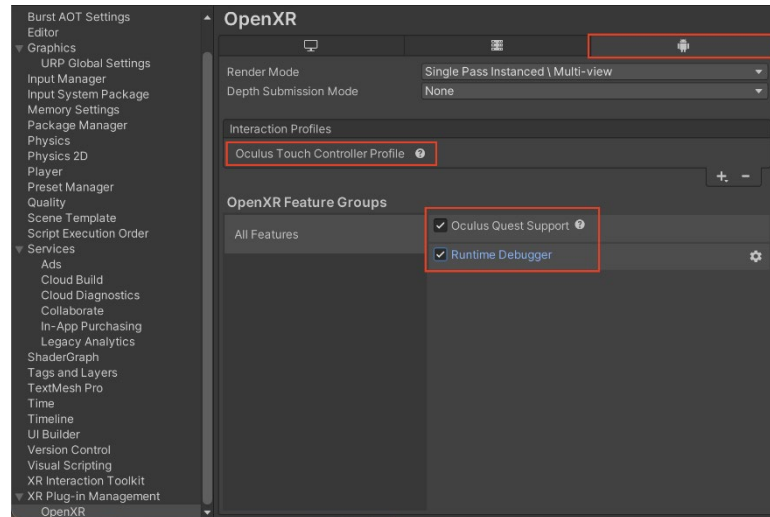 Burst AOT Settings
Editor
Graphics
URP Global Settings
Input Manager
Input System Package
Memory Settings
Package Manager
Physics
Physics 2D
Player
Preset Manager
Quality
Scene Template
Script Execution Order
Services
Ads
Cloud Build
Cloud Diagnostics
Collaborate
In-App Purchasing
Legacy Analytics
ShaderGraph
Tags and Layers
TextMesh Pro
Time
Timeline
UI Builder
Version Control
Visual Scripting
XR Interaction Toolkit
XR Plug-in Management
OpenXR
OpenXR
Render Mode Single Pass Instanced \ Multi-view
Depth Submission Mode None
Interaction Profiles
Oculus Touch Controller Profile
OpenXR Feature Groups
All Features
Oculus Quest Support
Runtime Debugger